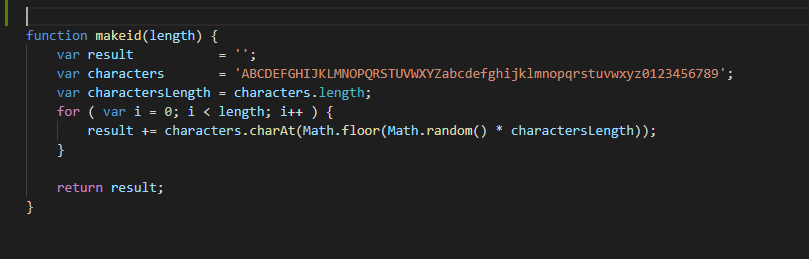 function makeid(length) {
    var result           = '';
    var characters       = 'ABCDEFGHIJKLMNOPQRSTUVWXYZabcdefghijklmnopqrstuvwxyz0123456789';
    var charactersLength = characters.length;
    for ( var i = 0; i < length; i++ ) {
        result += characters.charAt(Math.floor(Math.random() * charactersLength));
    }
    return result;
}